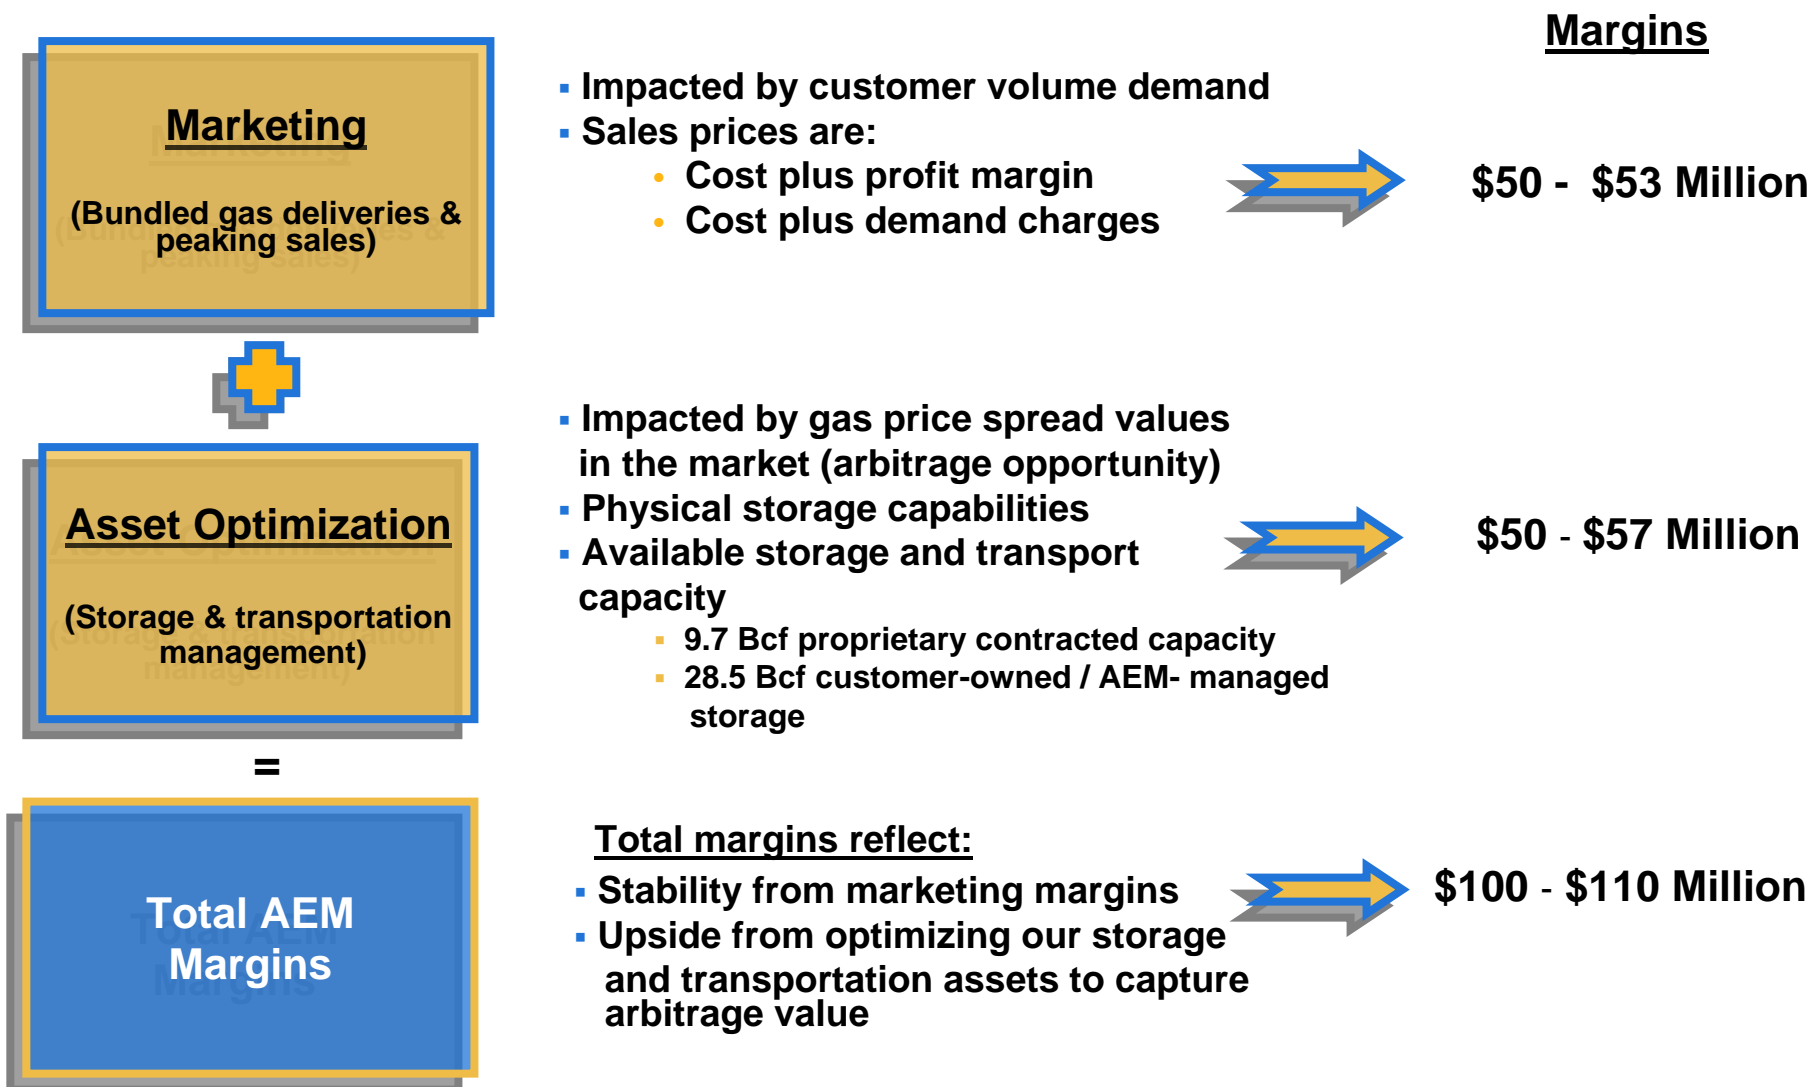 Margins
Marketing
(Bundled gas deliveries &
peaking sales)
▪ Impacted by customer volume demand
▪ Sales prices are:
• Cost plus profit margin
• Cost plus demand charges
$50 - $53 Million
Asset Optimization
(Storage & transportation
management)
▪ Impacted by gas price spread values
in the market (arbitrage opportunity)
▪ Physical storage capabilities
▪ Available storage and transport
capacity
▪ 9.7 Bcf proprietary contracted capacity
▪ 28.5 Bcf customer-owned / AEM- managed
storage
$50 - $57 Million
=
Total AEM
Margins
Total margins reflect:
▪ Stability from marketing margins
▪ Upside from optimizing our storage
and transportation assets to capture
arbitrage value
$100 - $110 Million